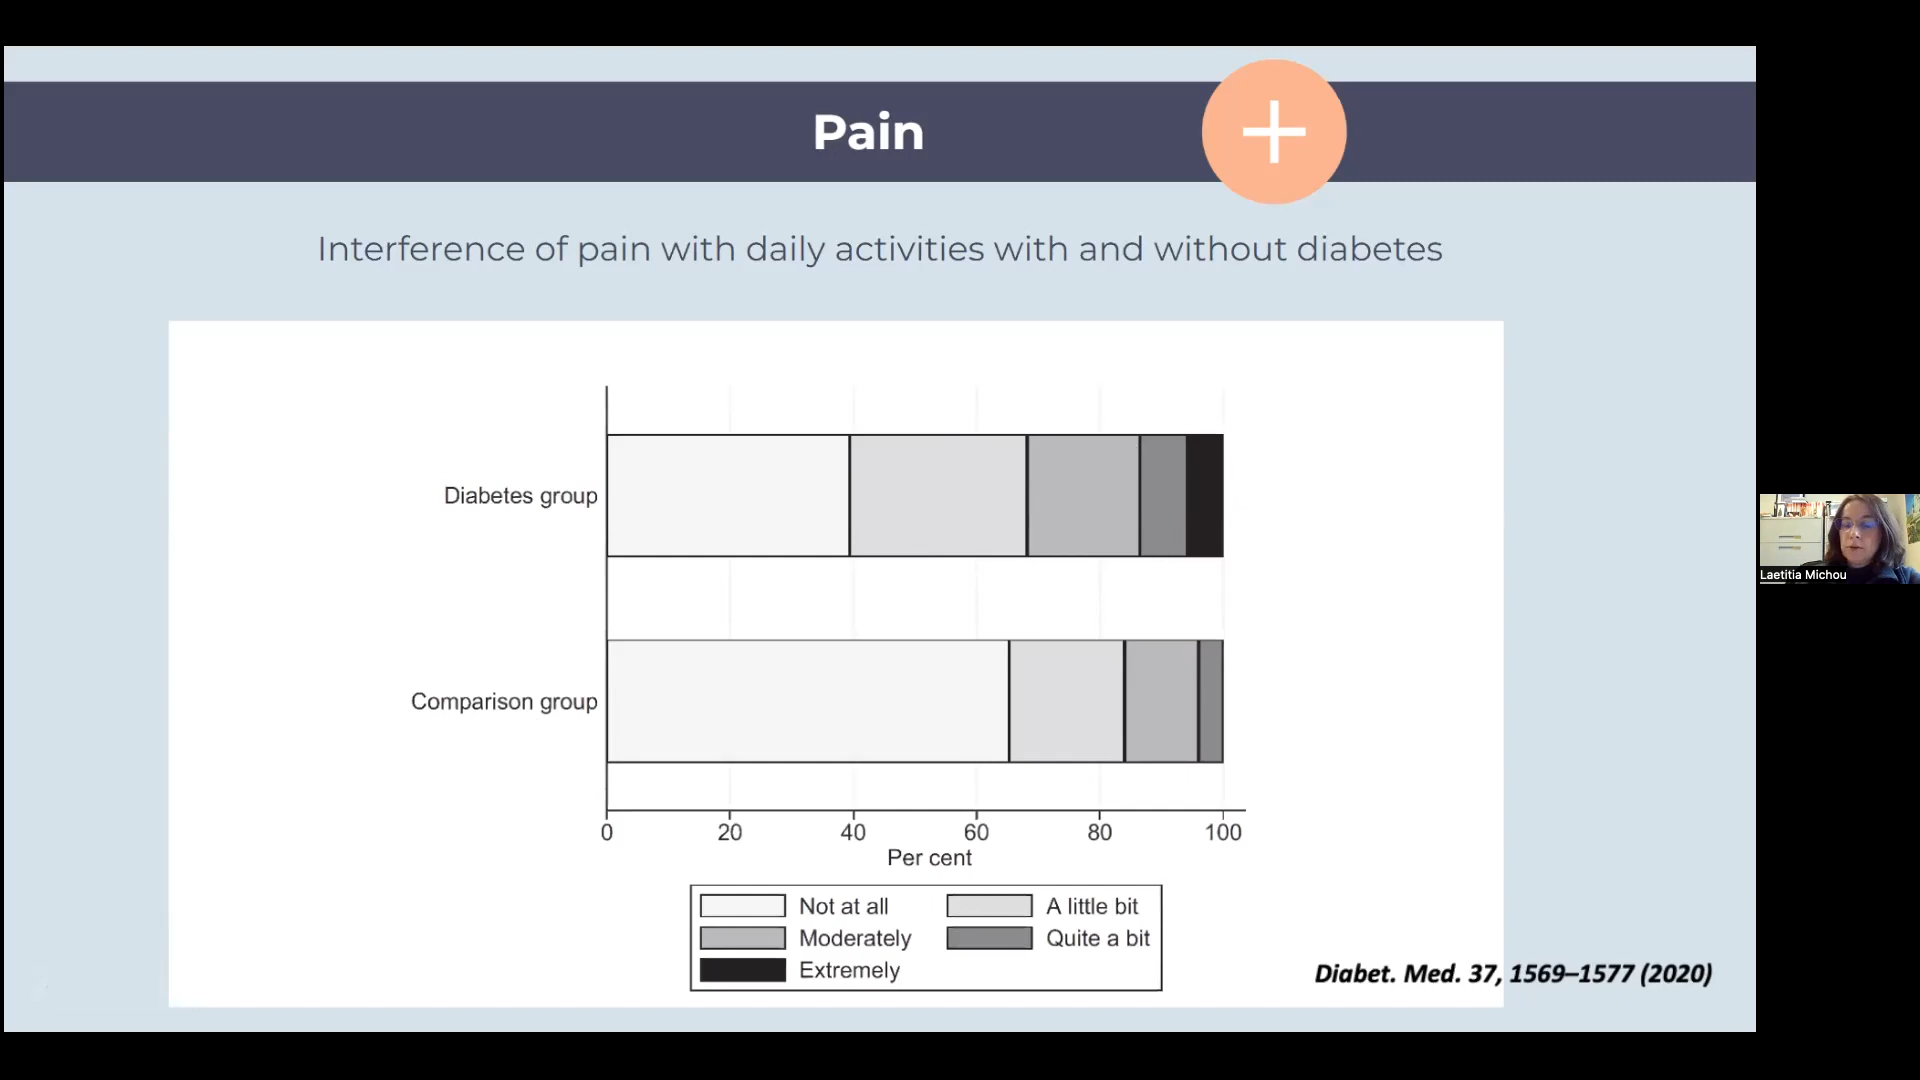 Pain
Interference of pain with daily activities with and without diabetes
Diabetes group
Comparison group
0 20 40 60 80 100
Per cent
Not at all A little bit
Moderately Quite a bit
Extremely
Diabet. Med. 37, 1569–1577 (2020)
Laetitia Michou